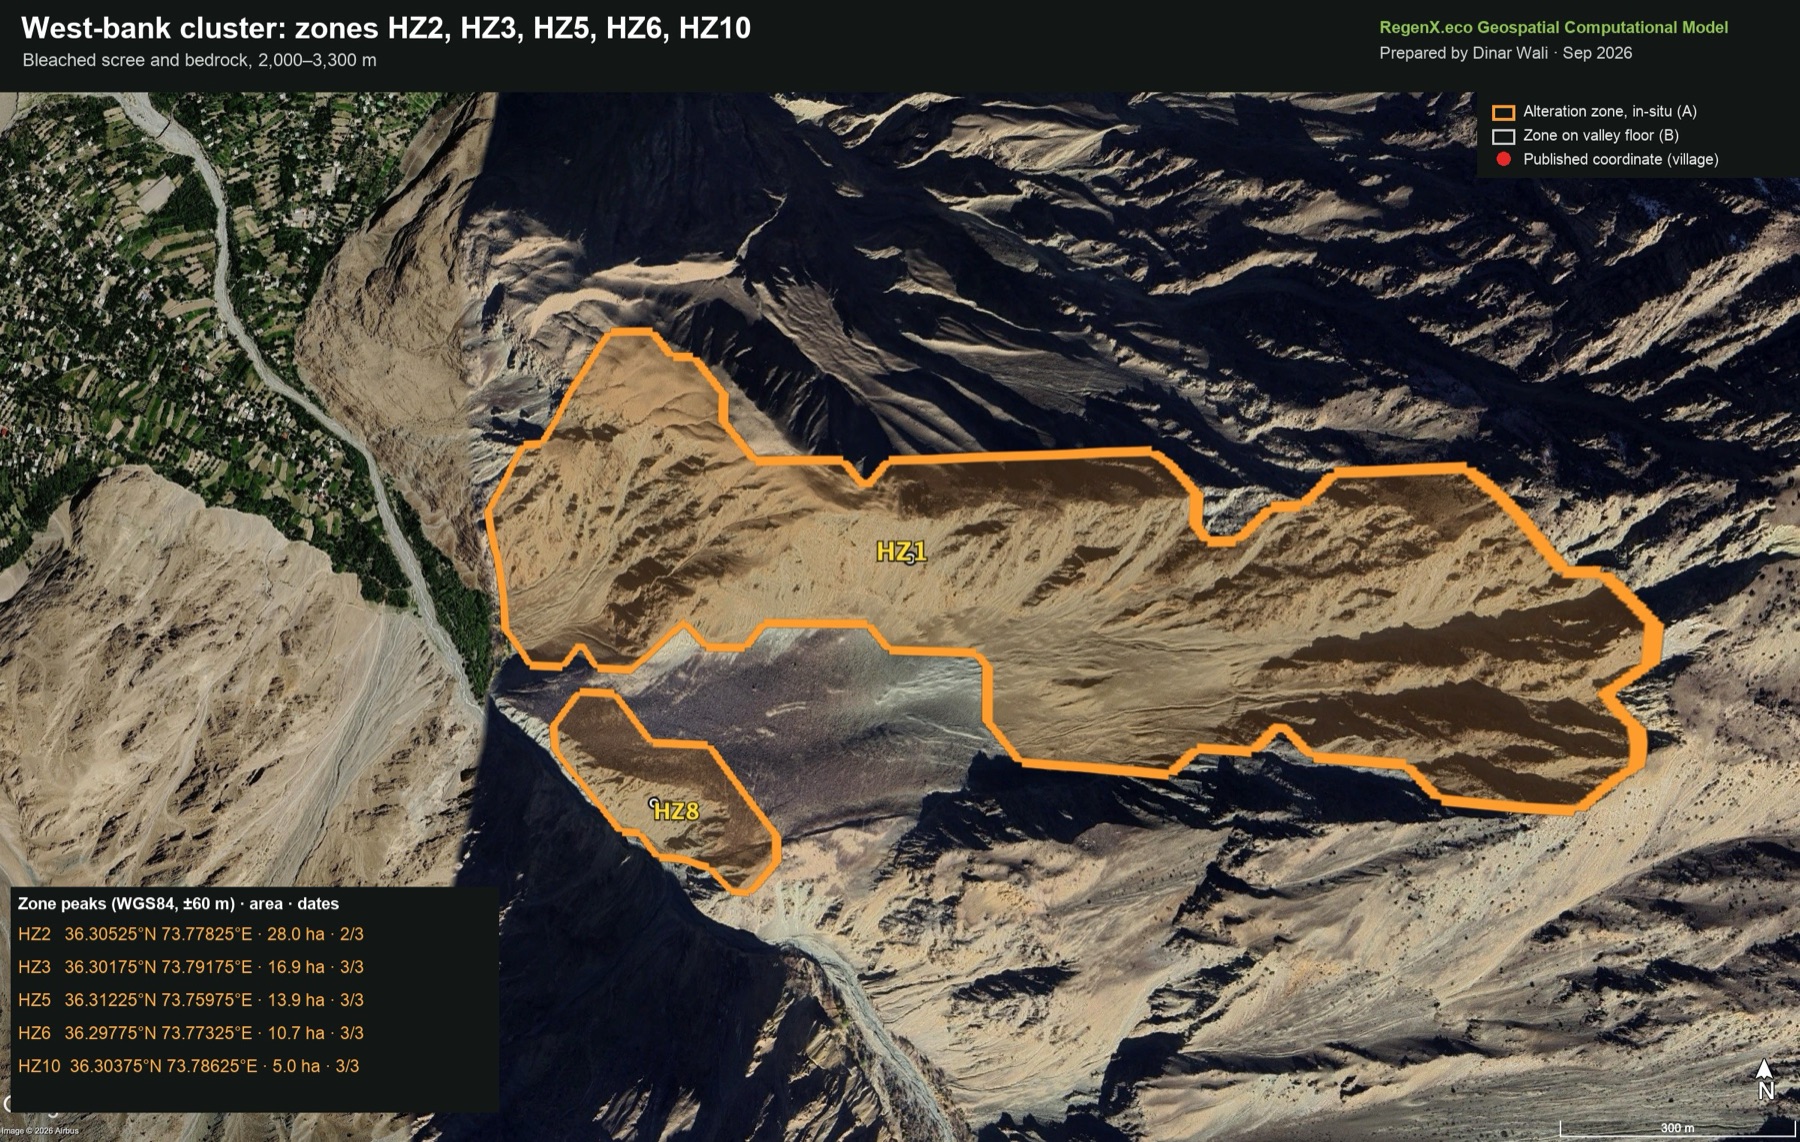 West-bank cluster: zones HZ2, HZ3, HZ5, HZ6, HZ10
Bleached scree and bedrock, 2,000–3,300 m
RegenX.eco Geospatial Computational Model
Prepared by Dinar Wali · Sep 2026
Alteration zone, in-situ (A)
Zone on valley floor (B)
Published coordinate (village)
HZ1
HZ8
Zone peaks (WGS84, ±60 m) · area · dates
HZ2 36.30525°N 73.77825°E · 28.0 ha · 2/3
HZ3 36.30175°N 73.79175°E · 16.9 ha · 3/3
HZ5 36.31225°N 73.75975°E · 13.9 ha · 3/3
HZ6 36.29775°N 73.77325°E · 10.7 ha · 3/3
HZ10 36.30375°N 73.78625°E · 5.0 ha · 3/3
N
300 m
Image © 2026 Airbus